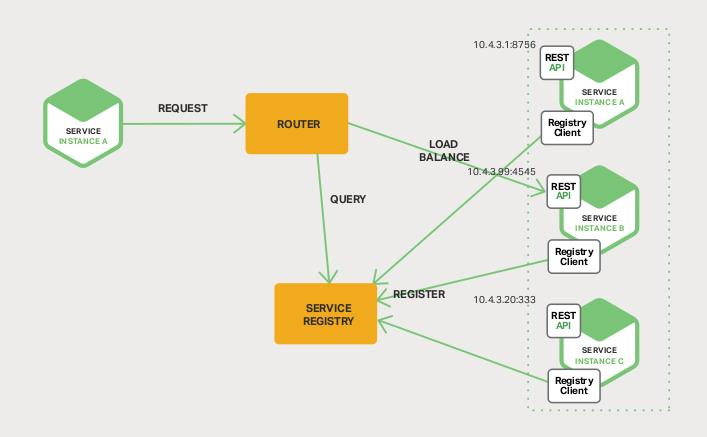 SERVICE
INSTANCE A
REQUEST
ROUTER
LOAD
BALANCE
QUERY
REGISTER
SERVICE
REGISTRY
10.4.3.1:8756
REST
API
SERVICE
INSTANCE A
Registry
Client
10.4.3.99:4545
REST
API
SERVICE
INSTANCE B
Registry
Client
10.4.3.20:333
REST
API
SERVICE
INSTANCE C
Registry
Client